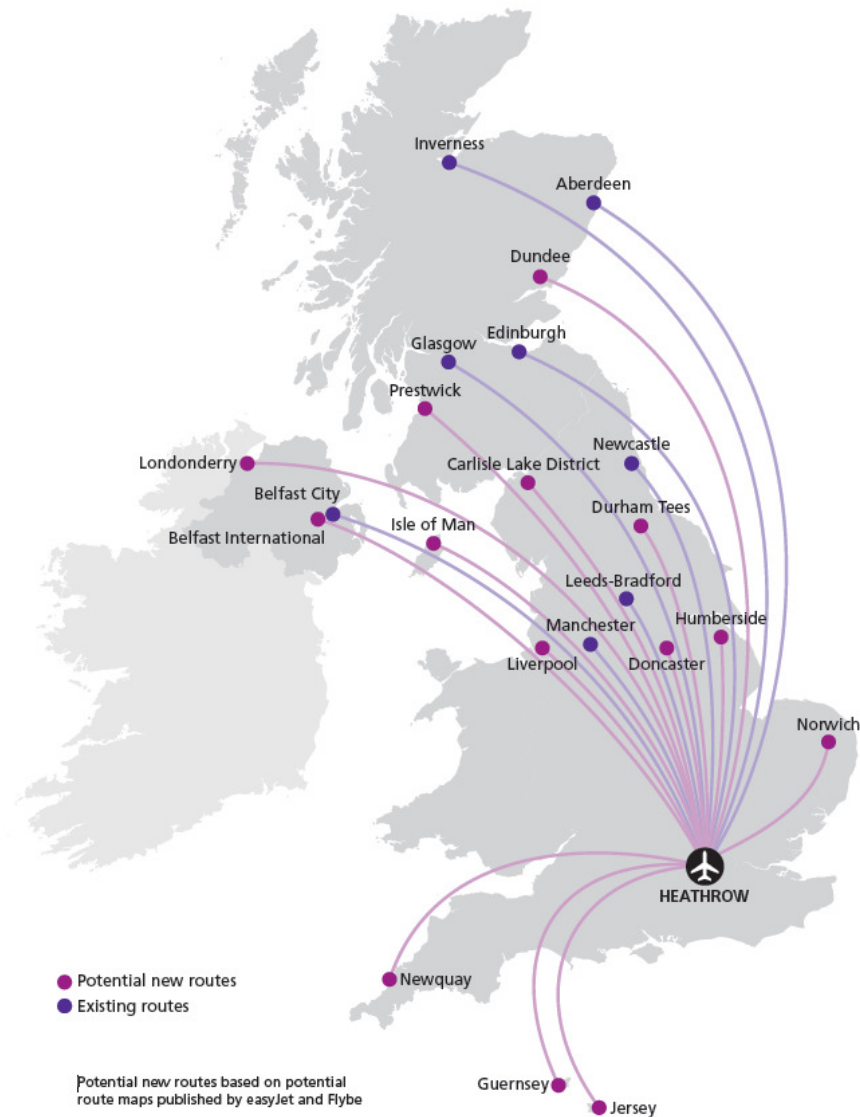 Inverness
Aberdeen
Dundee
Edinburgh
Glasgow
Prestwick
Newcastle
Londonderry
Carlisle Lake District
Belfast City
Durham Tees
Isle of Man
Belfast International
Leeds-Bradford
Humberside
Manchester
Liverpool
Doncaster
Norwich
HEATHROW
Potential new routes
Newquay
Existing routes
Potential new routes based on potential
route maps published by easyJet and Flybe
Guernsey
Jersey